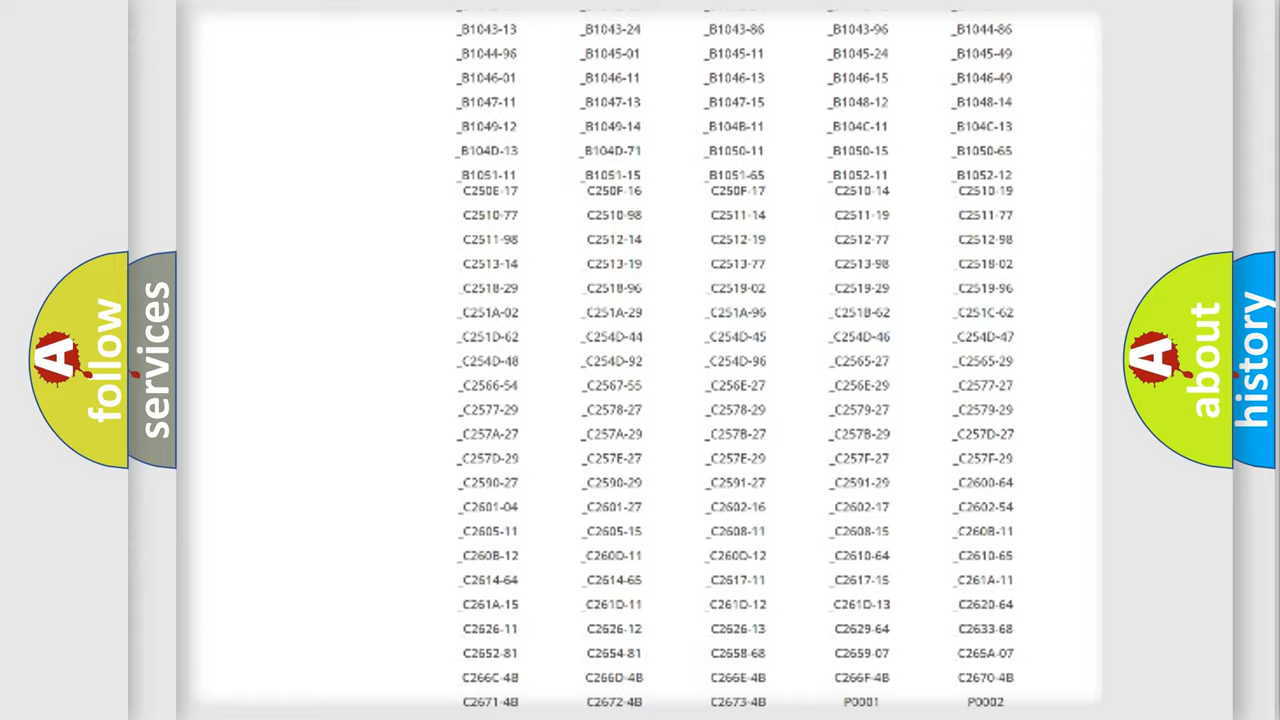 _B1043-13 _B1043-24 _B1043-86 _B1043-96 _B1044-86
_B1044-96 _B1045-01 _B1045-11 _B1045-24 _B1045-49
_B1046-01 _B1046-11 _B1046-13 _B1046-15 _B1046-49
_B1047-11 _B1047-13 _B1047-15 _B1048-12 _B1048-14
_B1049-12 _B1049-14 _B104B-11 _B104C-11 _B104C-13
_B104D-13 _B104D-71 _B1050-11 _B1050-15 _B1050-65
_B1051-11 _B1051-15 _B1051-65 _B1052-11 _B1052-12
C250E-17 C250F-16 C250F-17 C2510-14 C2510-19
C2510-77 C2510-98 C2511-14 C2511-19 C2511-77
C2511-98 C2512-14 C2512-19 C2512-77 C2512-98
C2513-14 C2513-19 C2513-77 C2513-98 C2518-02
_C2518-29 _C2518-96 _C2519-02 _C2519-29 _C2519-96
_C251A-02 _C251A-29 _C251A-96 _C251B-62 _C251C-62
_C251D-62 _C254D-44 _C254D-45 _C254D-46 _C254D-47
_C254D-48 _C254D-92 _C254D-96 _C2565-27 _C2565-29
_C2566-54 _C2567-55 _C256E-27 _C256E-29 _C2577-27
_C2577-29 _C2578-27 _C2578-29 _C2579-27 _C2579-29
_C257A-27 _C257A-29 _C257B-27 _C257B-29 _C257D-27
_C257D-29 _C257E-27 _C257E-29 _C257F-27 _C257F-29
_C2590-27 _C2590-29 _C2591-27 _C2591-29 _C2600-64
_C2601-04 _C2601-27 _C2602-16 _C2602-17 _C2602-54
_C2605-11 _C2605-15 _C2608-11 _C2608-15 _C260B-11
_C260B-12 _C260D-11 _C260D-12 _C2610-64 _C2610-65
_C2614-64 _C2614-65 _C2617-11 _C2617-15 _C261A-11
_C261A-15 _C261D-11 _C261D-12 _C261D-13 _C2620-64
C2626-11 C2626-12 C2626-13 C2629-64 C2633-68
C2652-81 C2654-81 C2658-68 C2659-07 C265A-07
C266C-4B C266D-4B C266E-4B C266F-4B C2670-4B
C2671-4B C2672-4B C2673-4B P0001 P0002
A follow
services
A about
history